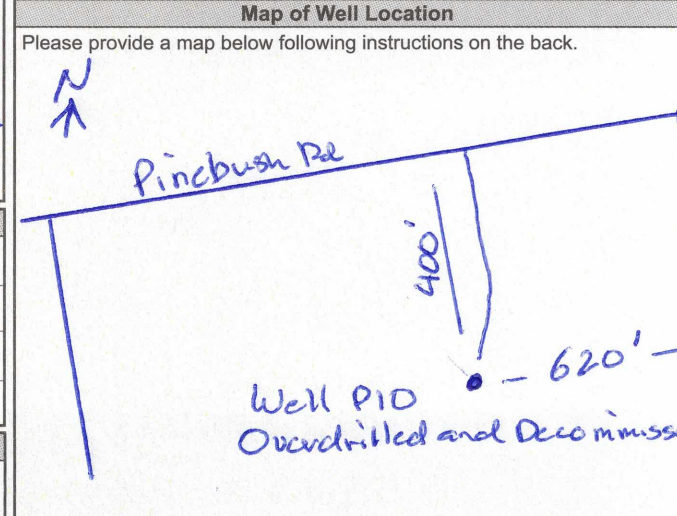 Map of Well Location
Please provide a map below following instructions on the back.
N
Pinebush Rd
400'
- 620' -
Well P10
Overdrilled and Decommiss